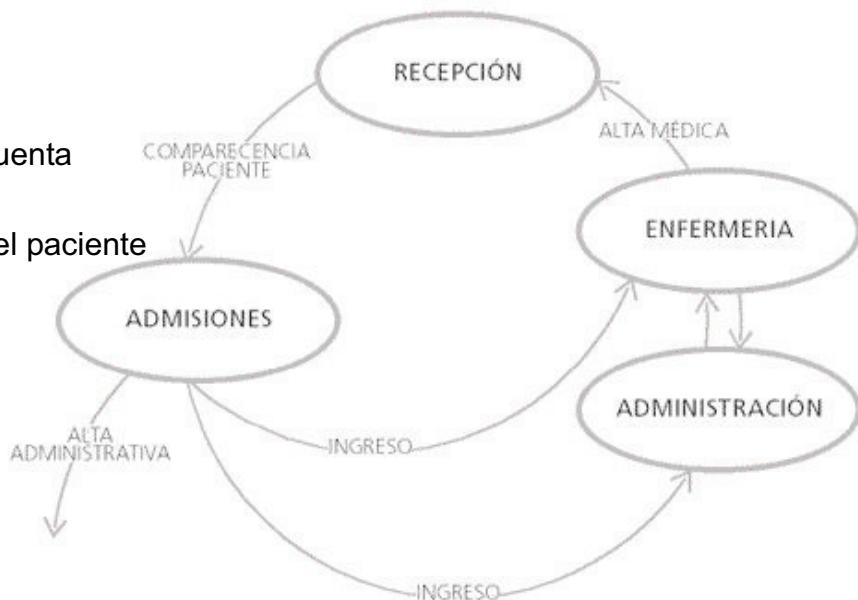 RECEPCIÓN
uenta
COMPARECENCIA
PACIENTE
ALTA MÉDICA
el paciente
ENFERMERIA
ADMISIONES
ADMINISTRACIÓN
ALTA
ADMINISTRATIVA
INGRESO
INGRESO